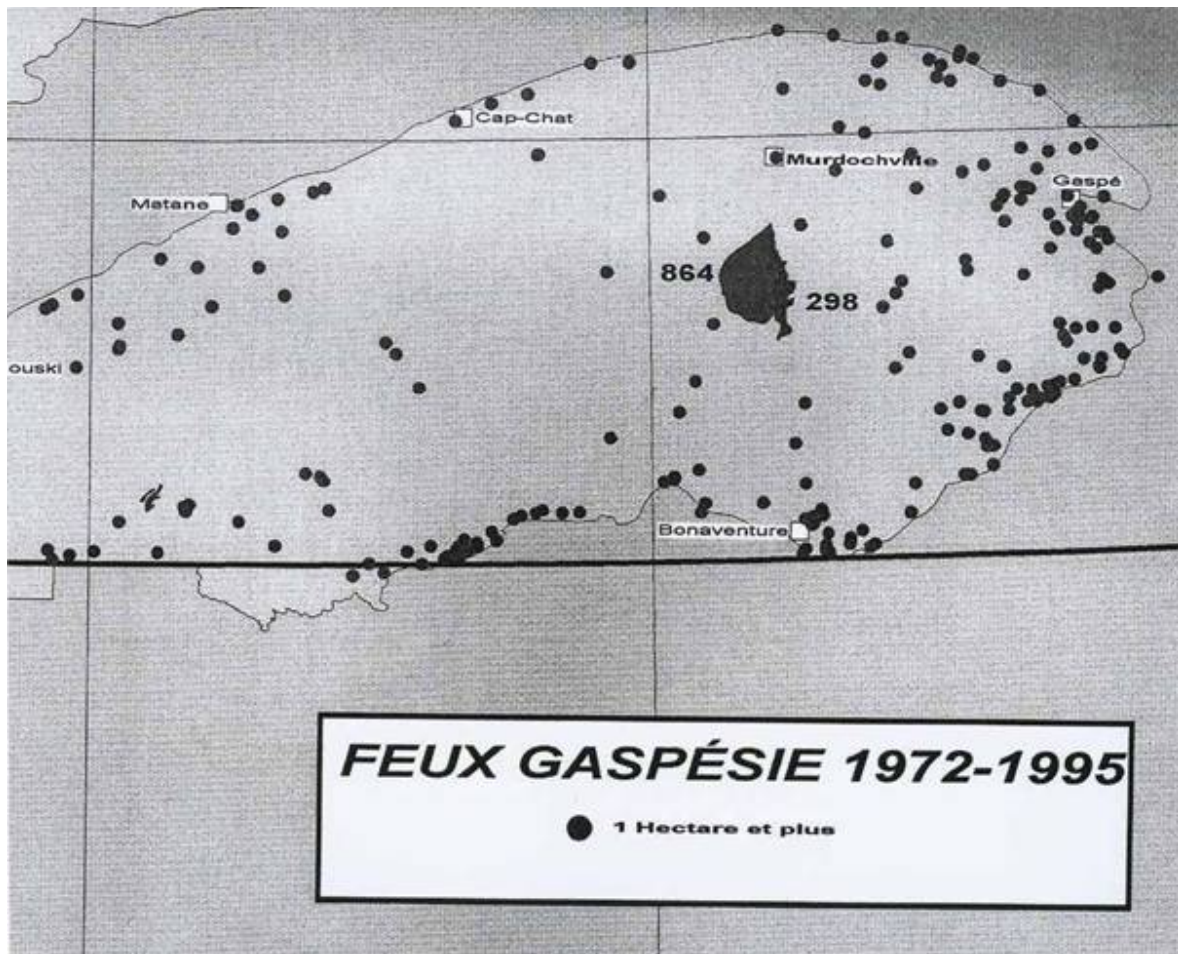 Cap-Chat
Murdochville
Matane
Gaspé
864
298
ouski
Bonaventure
FEUX GASPÉSIE 1972-1995
1 Hectare et plus